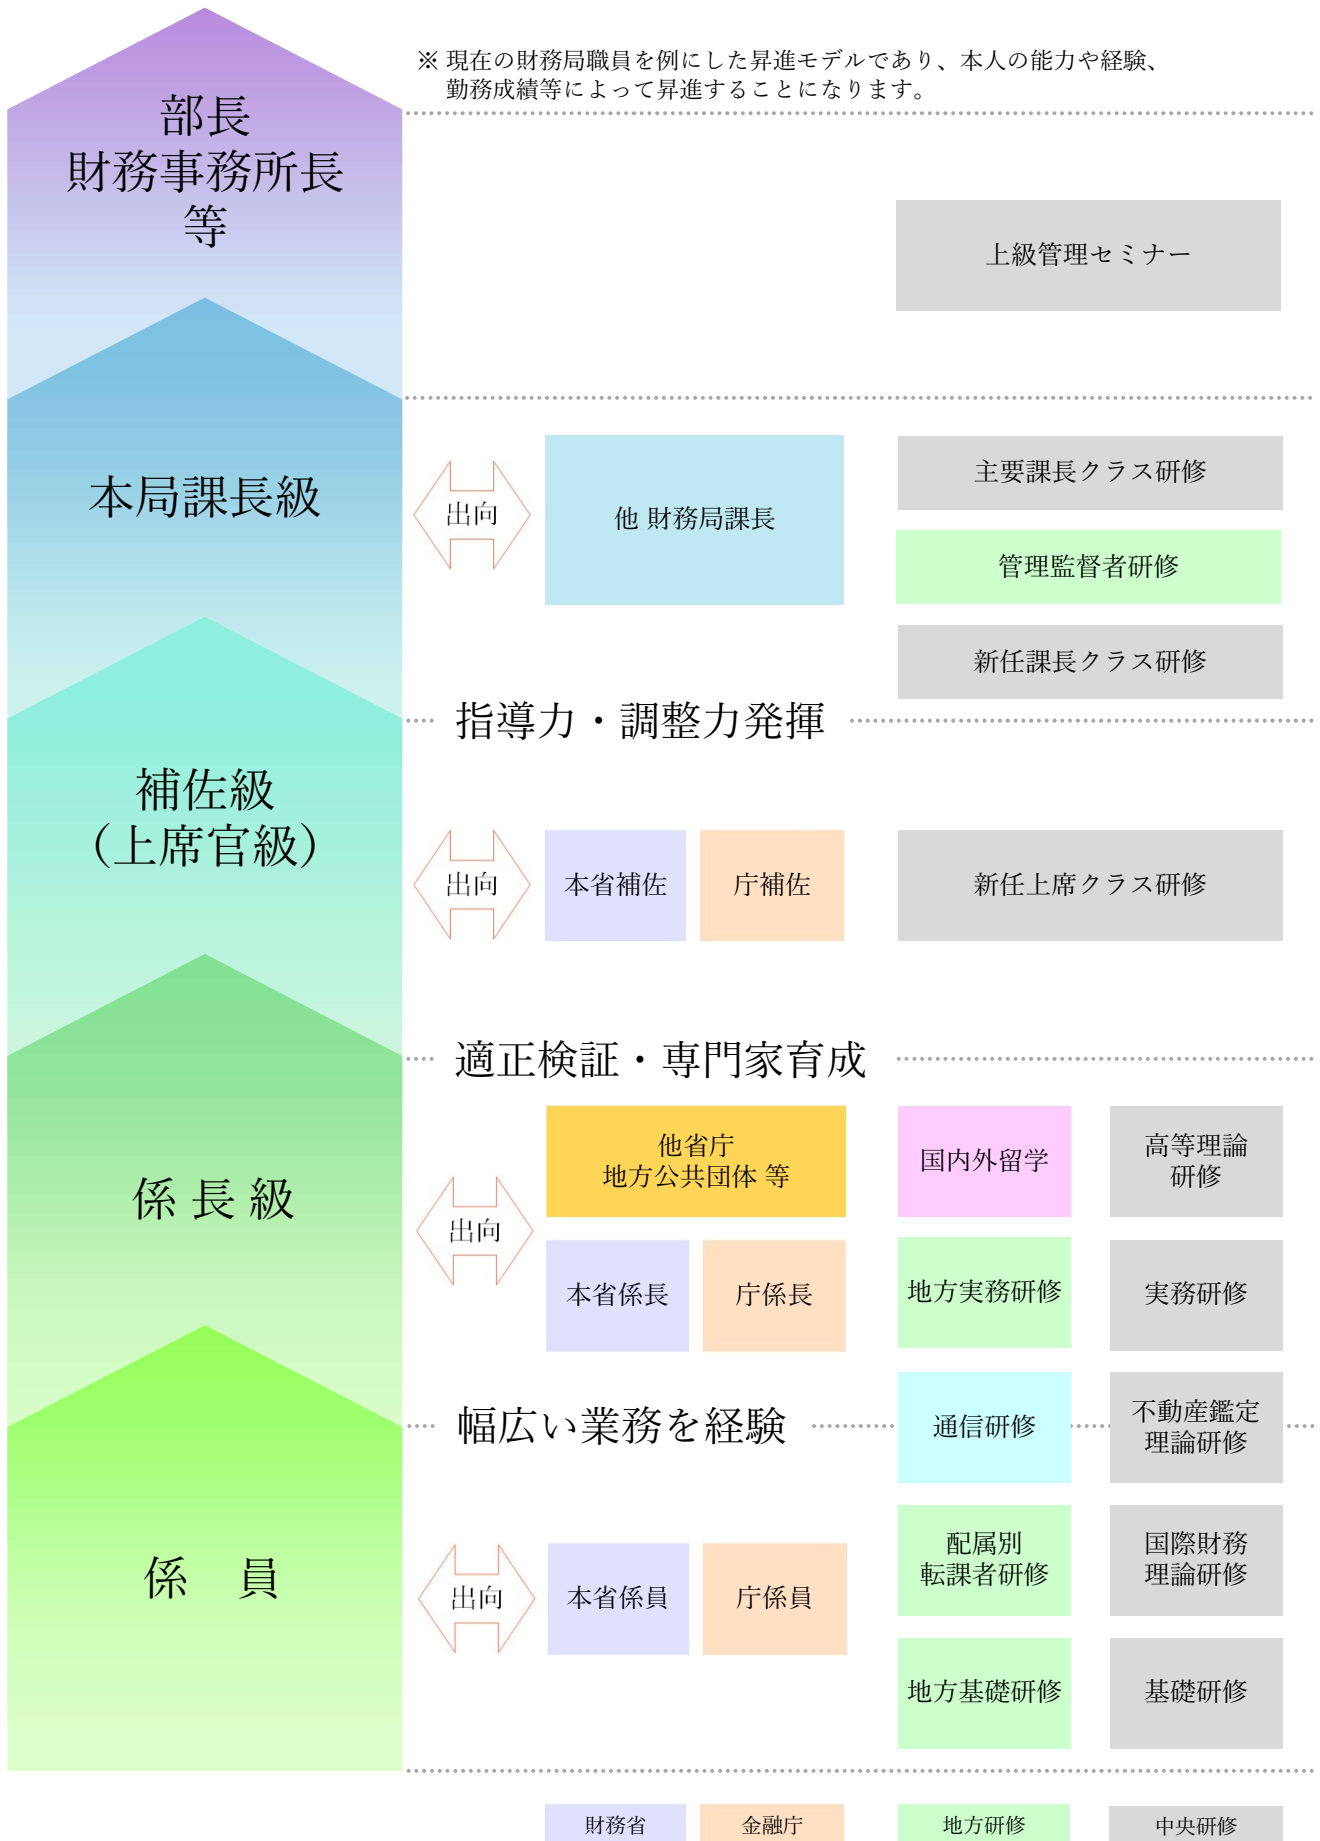 ※ 現在の財務局職員を例にした昇進モデルであり、本人の能力や経験、
勤務成績等によって昇進することになります。
部長
財務事務所長
等
上級管理セミナー
本局課長級
出向
他 財務局課長
主要課長クラス研修
管理監督者研修
新任課長クラス研修
指導力・調整力発揮
補佐級
（上席官級）
出向
本省補佐
庁補佐
新任上席クラス研修
適正検証・専門家育成
係長級
出向
他省庁
地方公共団体 等
本省係長
庁係長
国内外留学
高等理論
研修
地方実務研修
実務研修
幅広い業務を経験
通信研修
不動産鑑定
理論研修
係　員
出向
本省係員
庁係員
配属別
転課者研修
国際財務
理論研修
地方基礎研修
基礎研修
財務省
金融庁
地方研修
中央研修